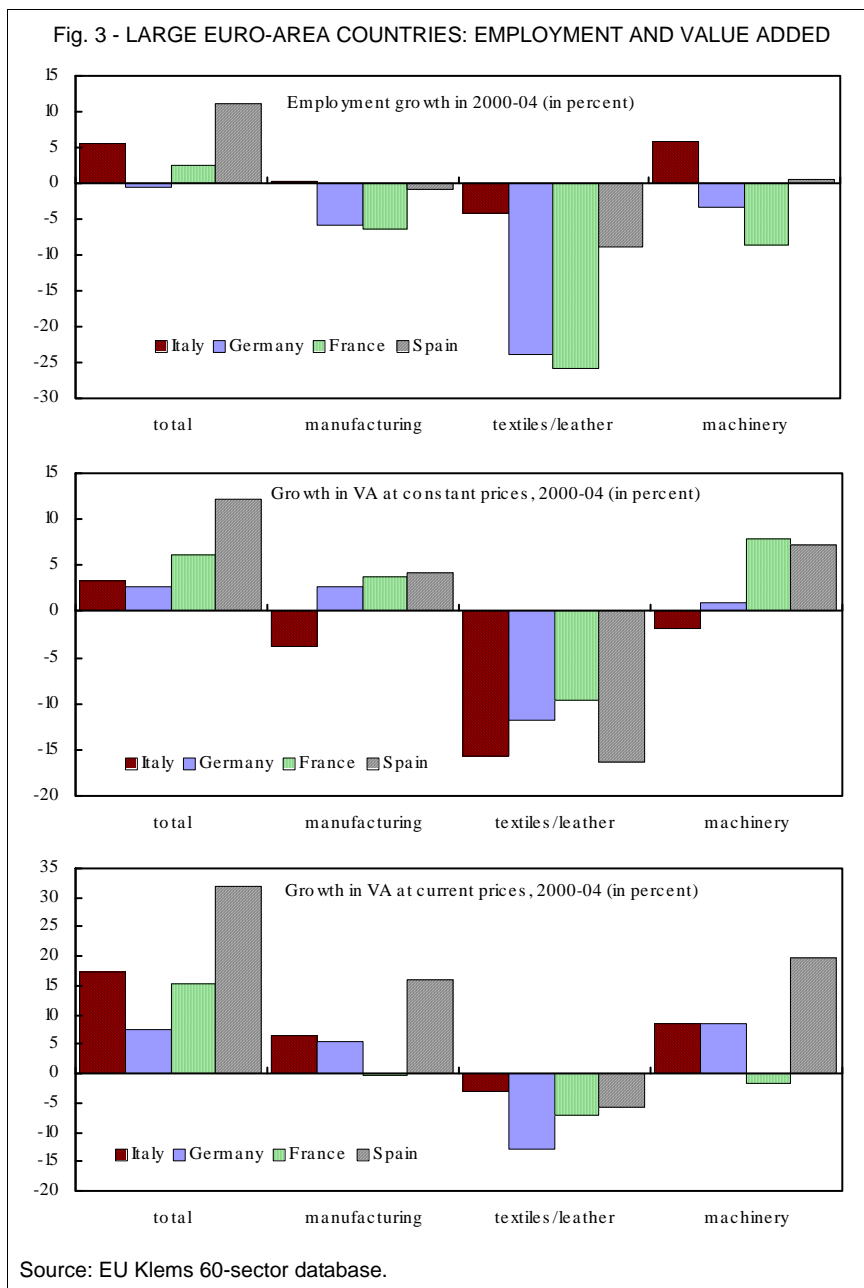 Fig. 3 - LARGE EURO-AREA COUNTRIES: EMPLOYMENT AND VALUE ADDED
Employment growth in 2000-04 (in percent)
15
10
5
0
-5
-10
-15
-20
-25
-30
Italy Germany France Spain
total manufacturing textiles/leather machinery
Growth in VA at constant prices, 2000-04 (in percent)
15
10
5
0
-5
-10
-15
-20
Italy Germany France Spain
total manufacturing textiles/leather machinery
Growth in VA at current prices, 2000-04 (in percent)
35
30
25
20
15
10
5
0
-5
-10
-15
-20
Italy Germany France Spain
total manufacturing textiles/leather machinery
Source: EU Klems 60-sector database.